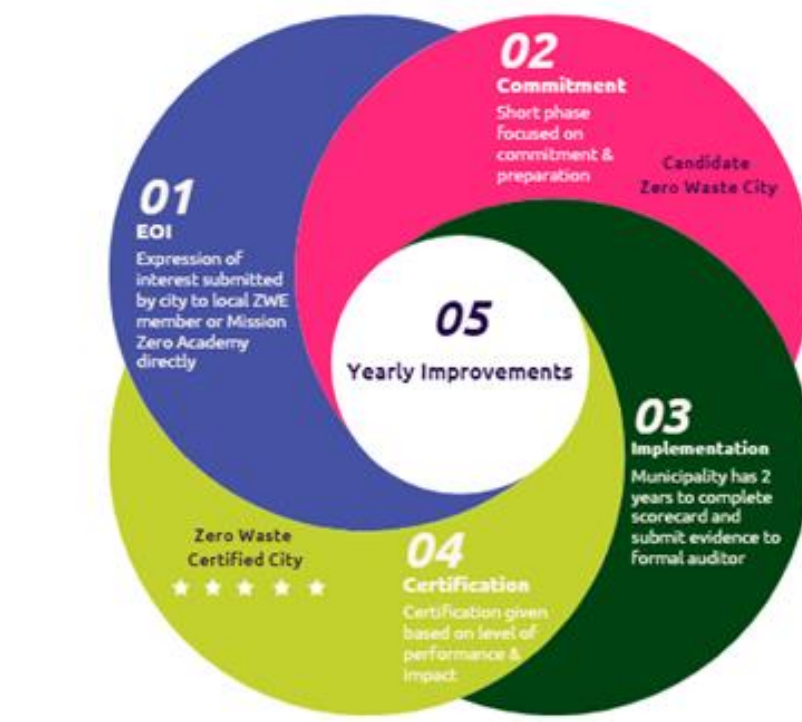 01
EOI
Expression of
interest submitted
by city to local ZWE
member or Mission
Zero Academy
directly
02
Commitment
Short phase
focused on
commitment &
preparation
Candidate
Zero Waste City
03
Implementation
Municipality has 2
years to complete
scorecard and
submit evidence to
formal auditor
04
Certification
Certification given
based on level of
performance &
impact
Zero Waste
Certified City
05
Yearly Improvements